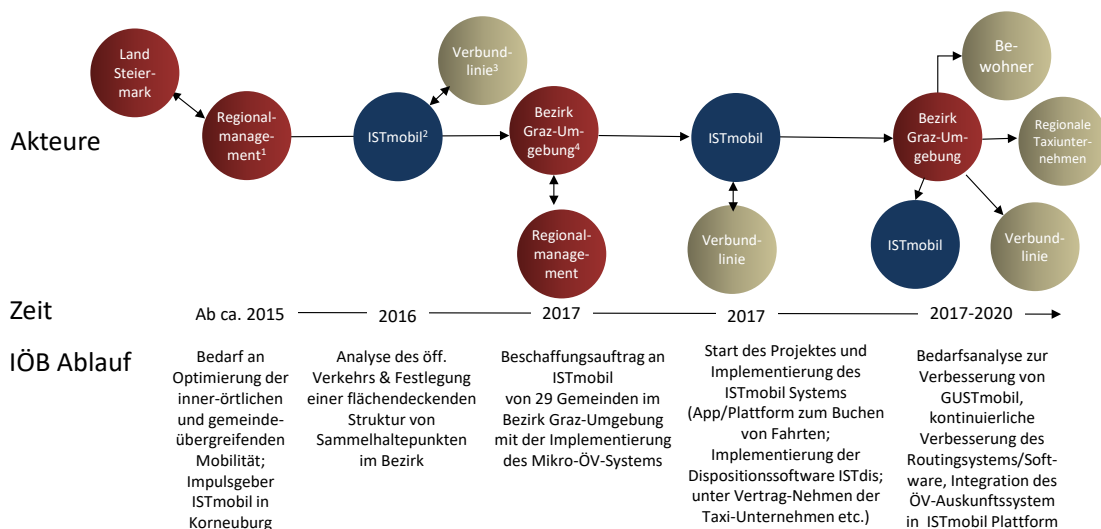 Akteure
Land
Steier-
mark
Regional-
manage-
ment¹
ISTmobil²
Verbund-
linie³
Bezirk
Graz-Um-
gebung⁴
Regional-
manage-
ment
ISTmobil
Verbund-
linie
Bezirk
Graz-Um-
gebung
Be-
wohner
Regionale
Taxiunter-
nehmen
ISTmobil
Verbund-
linie
Zeit
Ab ca. 2015
2016
2017
2017
2017-2020
IÖB Ablauf
Bedarf an
Optimierung der
inner-örtlichen
und gemeinde-
übergreifenden
Mobilität;
Impulsgeber
ISTmobil in
Korneuburg
Analyse des öff.
Verkehrs & Festlegung
einer flächendeckenden
Struktur von
Sammelhaltepunkten
im Bezirk
Beschaffungsauftrag an
ISTmobil
von 29 Gemeinden im
Bezirk Graz-Umgebung
mit der Implementierung
des Mikro-ÖV-Systems
Start des Projektes und
Implementierung des
ISTmobil Systems
(App/Plattform zum Buchen
von Fahrten;
Implementierung der
Dispositionssoftware ISTdis;
unter Vertrag-Nehmen der
Taxi-Unternehmen etc.)
Bedarfsanalyse zur
Verbesserung von
GUSTmobil,
kontinuierliche
Verbesserung des
Routingsystems/Soft-
ware, Integration des
ÖV-Auskunftssystem
in ISTmobil Plattform